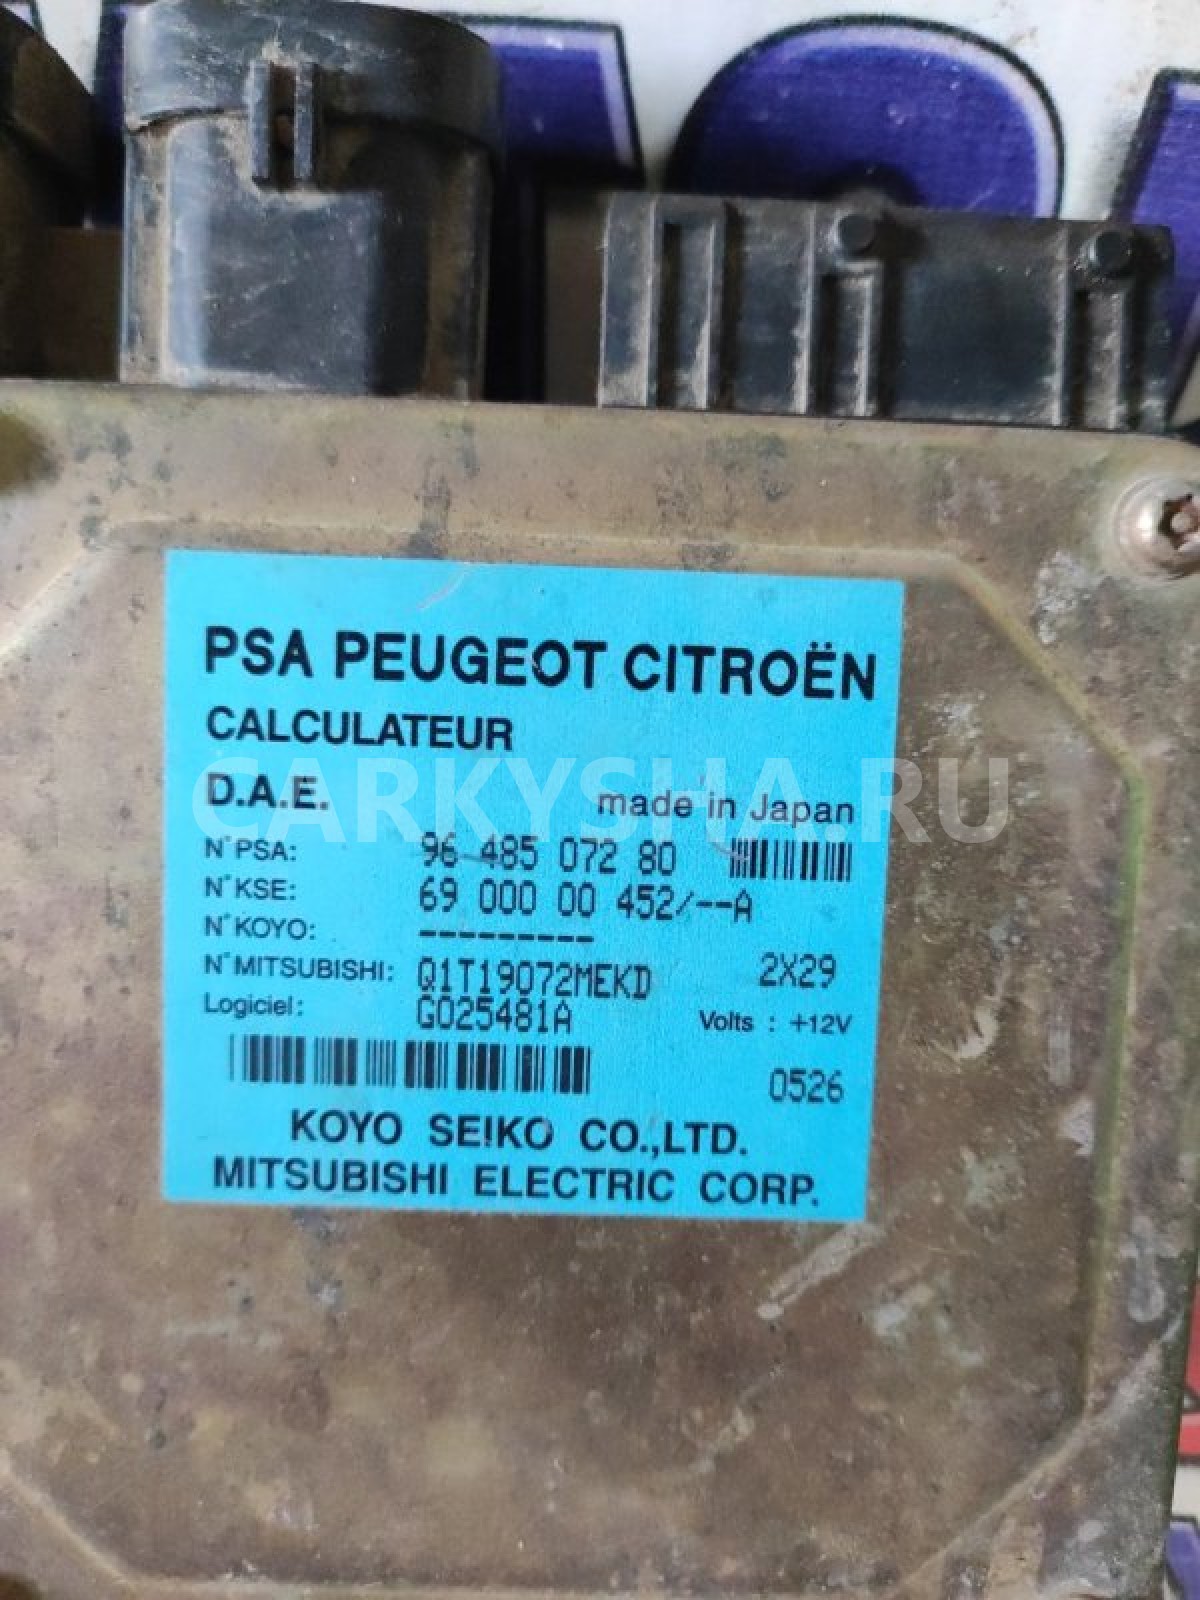 PSA PEUGEOT CITROËN
CALCULATEUR
D.A.E.
made in Japan
CARKYSHA.RU
N° PSA: 96 485 072 80
N° KSE: 69 000 00 452/--A
N° KOYO: ---------
N° MITSUBISHI: Q1T19072MEKD 2X29
Logiciel: G025481A Volts : +12V
0526
KOYO SEIKO CO.,LTD.
MITSUBISHI ELECTRIC CORP.